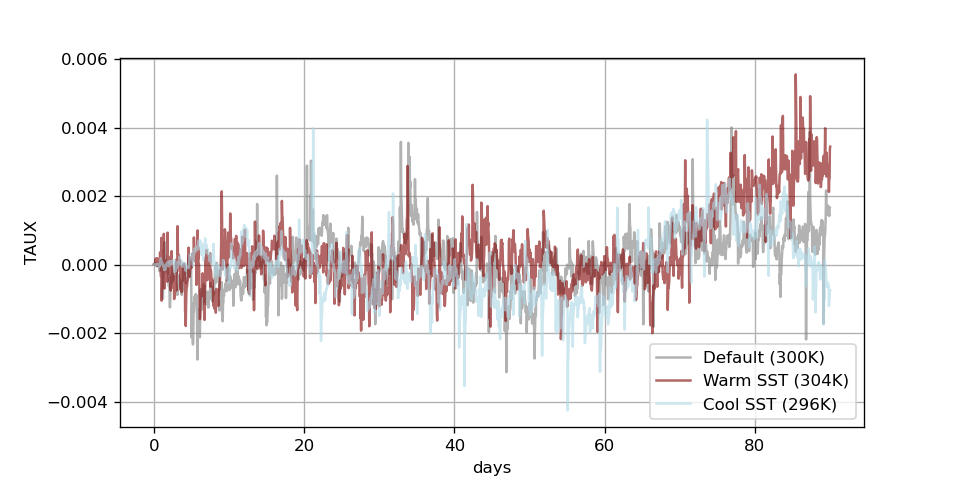 0.006
0.004
0.002
0.000
−0.002
−0.004
TAUX
0 20 40 60 80
days
Default (300K)
Warm SST (304K)
Cool SST (296K)